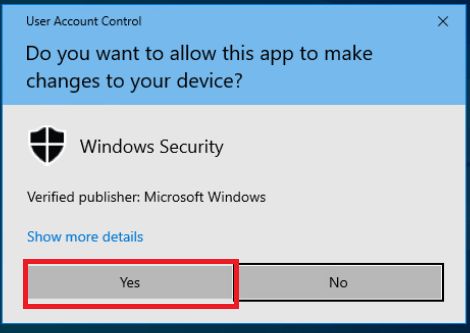 User Account Control
Do you want to allow this app to make
changes to your device?
Windows Security
Verified publisher: Microsoft Windows
Show more details
Yes
No